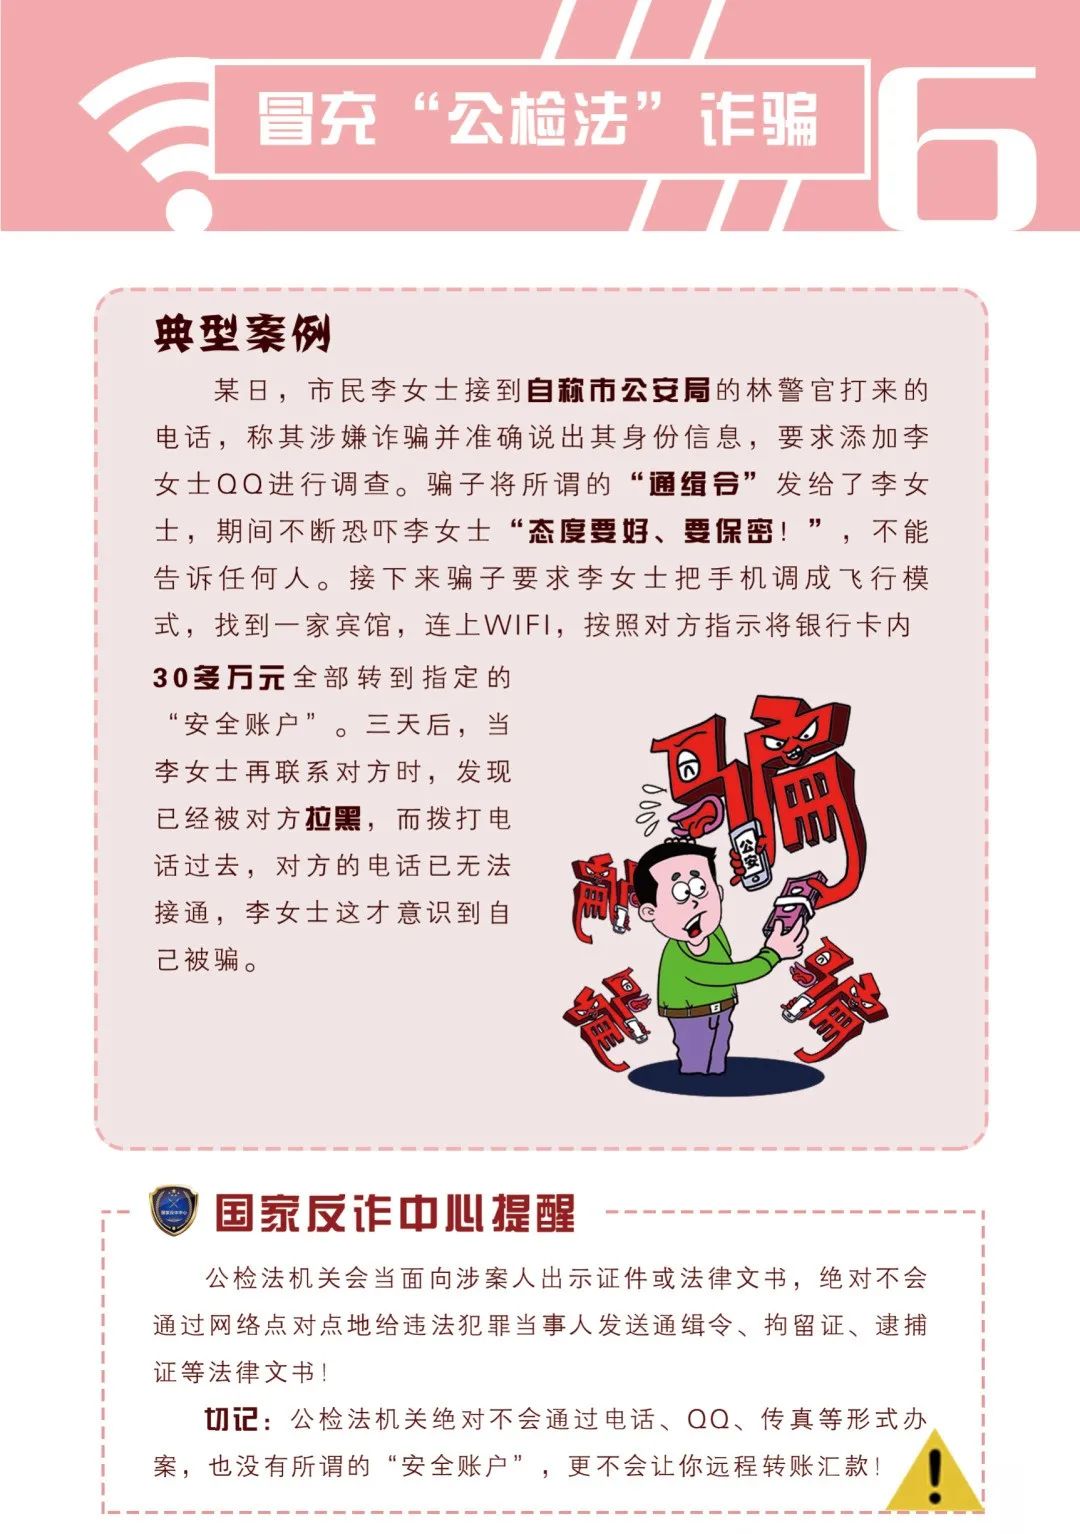 冒充“公检法”诈骗
6
典型案例
某日，市民李女士接到自称市公安局的林警官打来的
电话，称其涉嫌诈骗并准确说出其身份信息，要求添加李
女士QQ进行调查。骗子将所谓的“通缉令”发给了李女
士，期间不断恐吓李女士“态度要好、要保密！”，不能
告诉任何人。接下来骗子要求李女士把手机调成飞行模
式，找到一家宾馆，连上WIFI，按照对方指示将银行卡内
30多万元全部转到指定的
“安全账户”。三天后，当
李女士再联系对方时，发现
已经被对方拉黑，而拨打电
话过去，对方的电话已无法
接通，李女士这才意识到自
己被骗。
骗
公安
骗
骗
骗
国家反诈中心
国家反诈中心提醒
公检法机关会当面向涉案人出示证件或法律文书，绝对不会
通过网络点对点地给违法犯罪当事人发送通缉令、拘留证、逮捕
证等法律文书！
切记：公检法机关绝对不会通过电话、QQ、传真等形式办
案，也没有所谓的“安全账户”，更不会让你远程转账汇款！